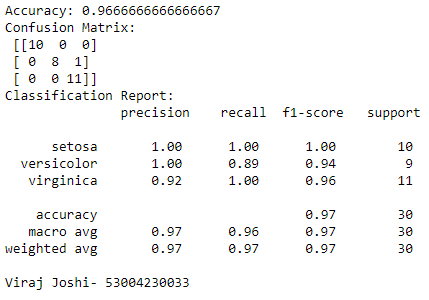 Accuracy: 0.9666666666666667
Confusion Matrix:
[[10  0  0]
[ 0  8  1]
[ 0  0 11]]
Classification Report:
precision    recall  f1-score   support
setosa       1.00      1.00      1.00        10
versicolor       1.00      0.89      0.94         9
virginica       0.92      1.00      0.96        11
accuracy                           0.97        30
macro avg       0.97      0.96      0.97        30
weighted avg       0.97      0.97      0.97        30
Viraj Joshi- 53004230033